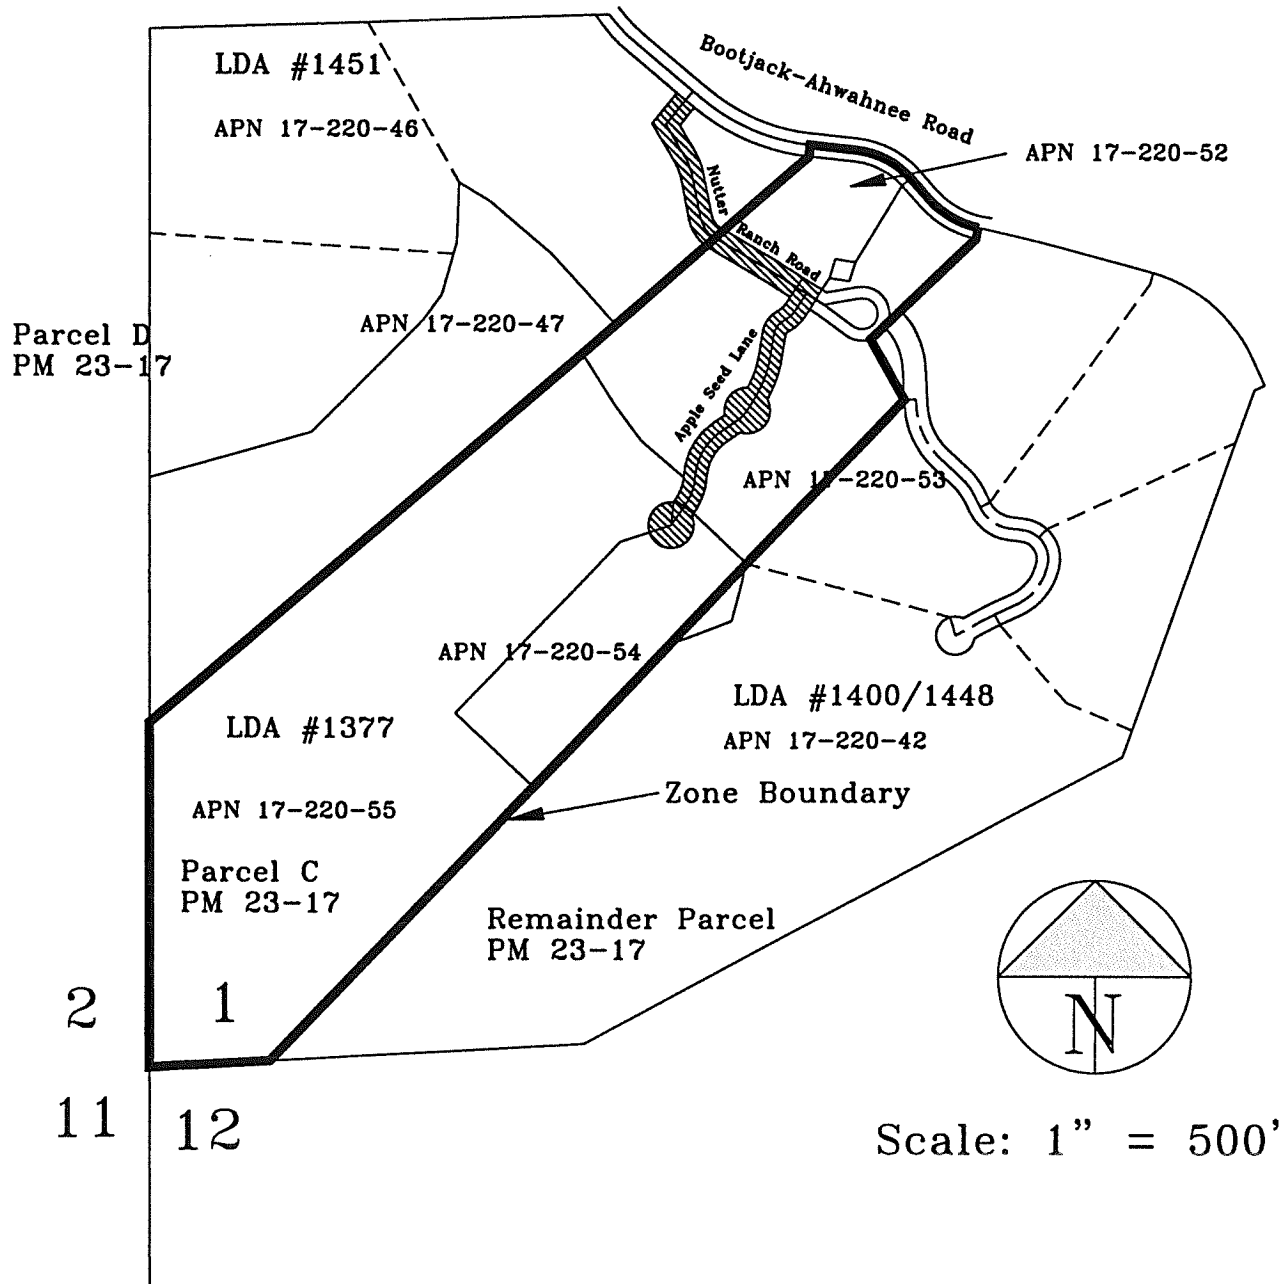 LDA #1451
Bootjack-Ahwahnee Road
APN 17-220-46
APN 17-220-52
Nutter
Ranch Road
APN 17-220-47
Parcel D
PM 23-17
Apple Seed Lane
APN 17-220-53
APN 17-220-54
LDA #1400/1448
LDA #1377
APN 17-220-42
Zone Boundary
APN 17-220-55
Parcel C
PM 23-17
Remainder Parcel
PM 23-17
2
1
N
11
12
Scale: 1" = 500'